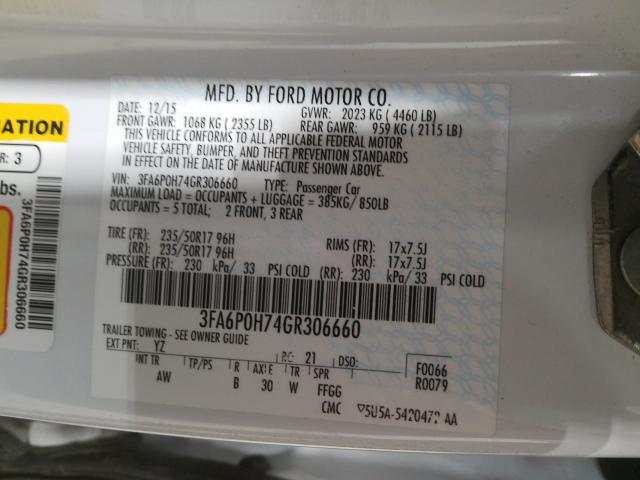 MFD. BY FORD MOTOR CO.
DATE: 12/15 GVWR: 2023 KG ( 4460 LB)
FRONT GAWR: 1068 KG ( 2355 LB) REAR GAWR: 959 KG ( 2115 LB)
THIS VEHICLE CONFORMS TO ALL APPLICABLE FEDERAL MOTOR
VEHICLE SAFETY, BUMPER, AND THEFT PREVENTION STANDARDS
IN EFFECT ON THE DATE OF MANUFACTURE SHOWN ABOVE.
VIN: 3FA6P0H74GR306660 TYPE: Passenger Car
MAXIMUM LOAD = OCCUPANTS + LUGGAGE = 385KG/ 850LB
OCCUPANTS = 5 TOTAL; 2 FRONT, 3 REAR
TIRE (FR): 235/50R17 96H RIMS (FR): 17x7.5J
(RR): 235/50R17 96H (RR): 17x7.5J
PRESSURE (FR): 230 kPa/ 33 PSI COLD (RR): 230 kPa/ 33 PSI COLD
3FA6P0H74GR306660
TRAILER TOWING - SEE OWNER GUIDE
EXT PNT: YZ RC: 21 DSO: F0066
INT TR TP/PS R AXLE TR SPR R0079
AW B 30 W FFGG
CMC 5U5A-5420472-AA
MATION
R: 3
bs.
3FA6P0H74GR306660